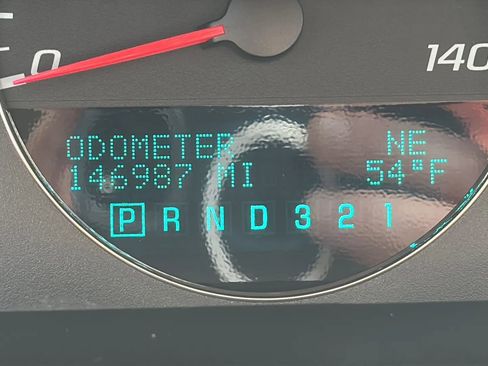 0 140
ODOMETER NE
146987 MI 54°F
P R N D 3 2 1